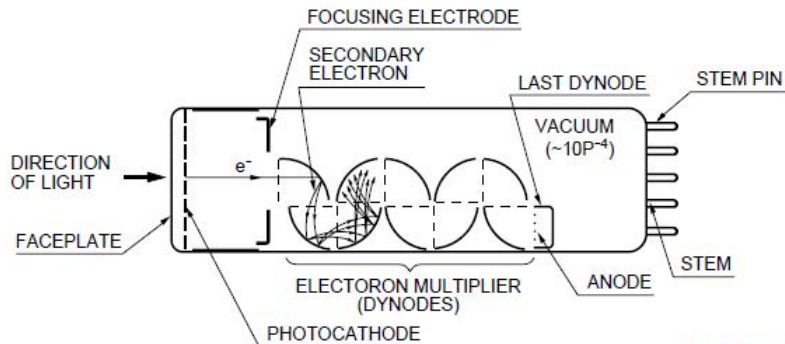 FOCUSING ELECTRODE
SECONDARY
ELECTRON
LAST DYNODE
STEM PIN
VACUUM
(~10P⁻⁴)
DIRECTION
OF LIGHT
e⁻
FACEPLATE
ELECTORON MULTIPLIER
(DYNODES)
ANODE
STEM
PHOTOCATHODE